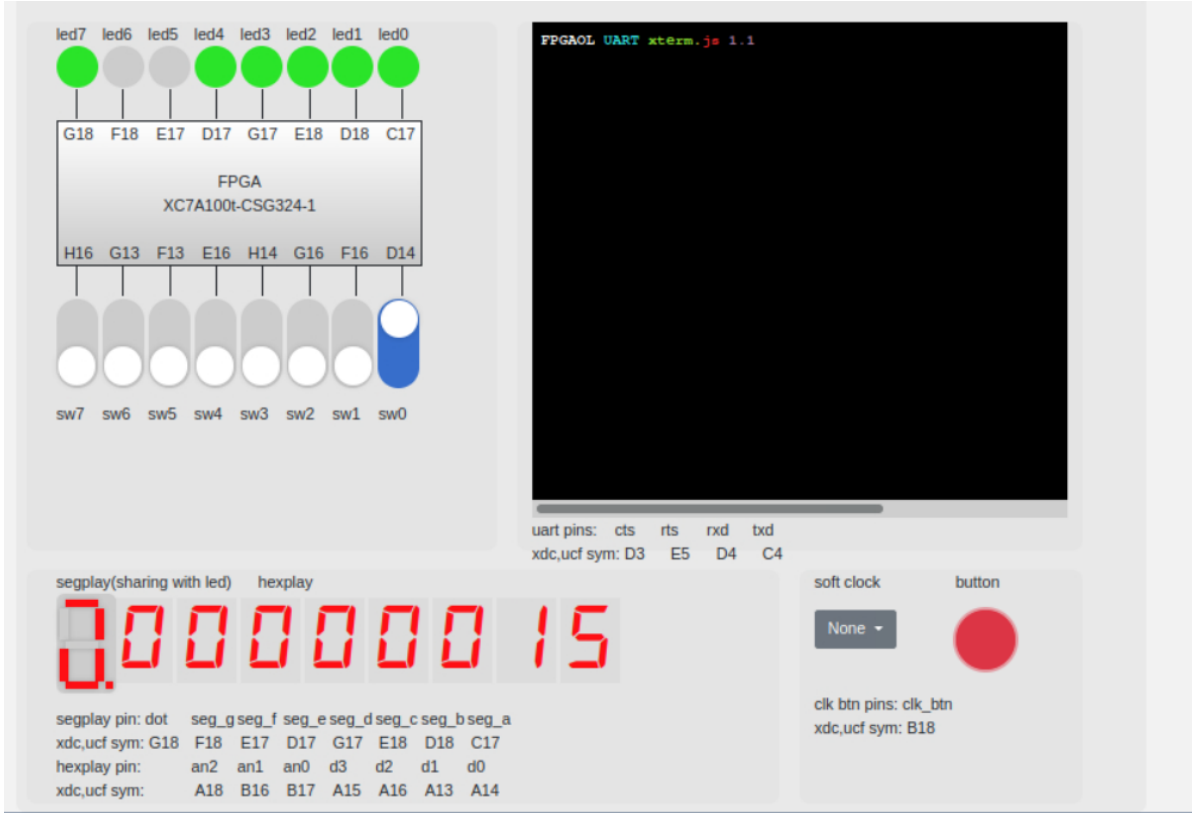 led7 led6 led5 led4 led3 led2 led1 led0
G18 F18 E17 D17 G17 E18 D18 C17
FPGA
XC7A100t-CSG324-1
H16 G13 F13 E16 H14 G16 F16 D14
sw7 sw6 sw5 sw4 sw3 sw2 sw1 sw0
FPGAOL UART xterm.js 1.1
uart pins: cts rts rxd txd
xdc,ucf sym: D3 E5 D4 C4
segplay(sharing with led) hexplay
00000015
segplay pin: dot seg_g seg_f seg_e seg_d seg_c seg_b seg_a
xdc,ucf sym: G18 F18 E17 D17 G17 E18 D18 C17
hexplay pin: an2 an1 an0 d3 d2 d1 d0
xdc,ucf sym: A18 B16 B17 A15 A16 A13 A14
soft clock button
None
clk btn pins: clk_btn
xdc,ucf sym: B18